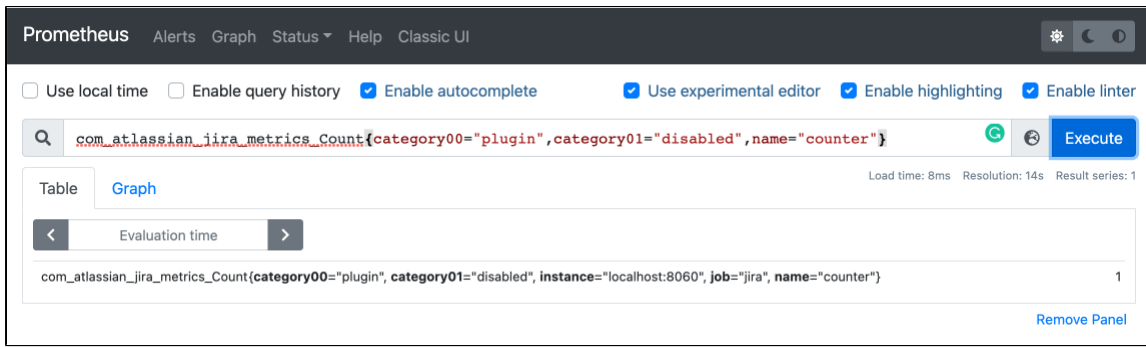 Prometheus Alerts Graph Status Help Classic UI
Use local time Enable query history Enable autocomplete Use experimental editor Enable highlighting Enable linter
com_atlassian_jira_metrics_Count{category00="plugin",category01="disabled",name="counter"} Execute
Load time: 8ms Resolution: 14s Result series: 1
Table Graph
Evaluation time
com_atlassian_jira_metrics_Count{category00="plugin", category01="disabled", instance="localhost:8060", job="jira", name="counter"} 1
Remove Panel